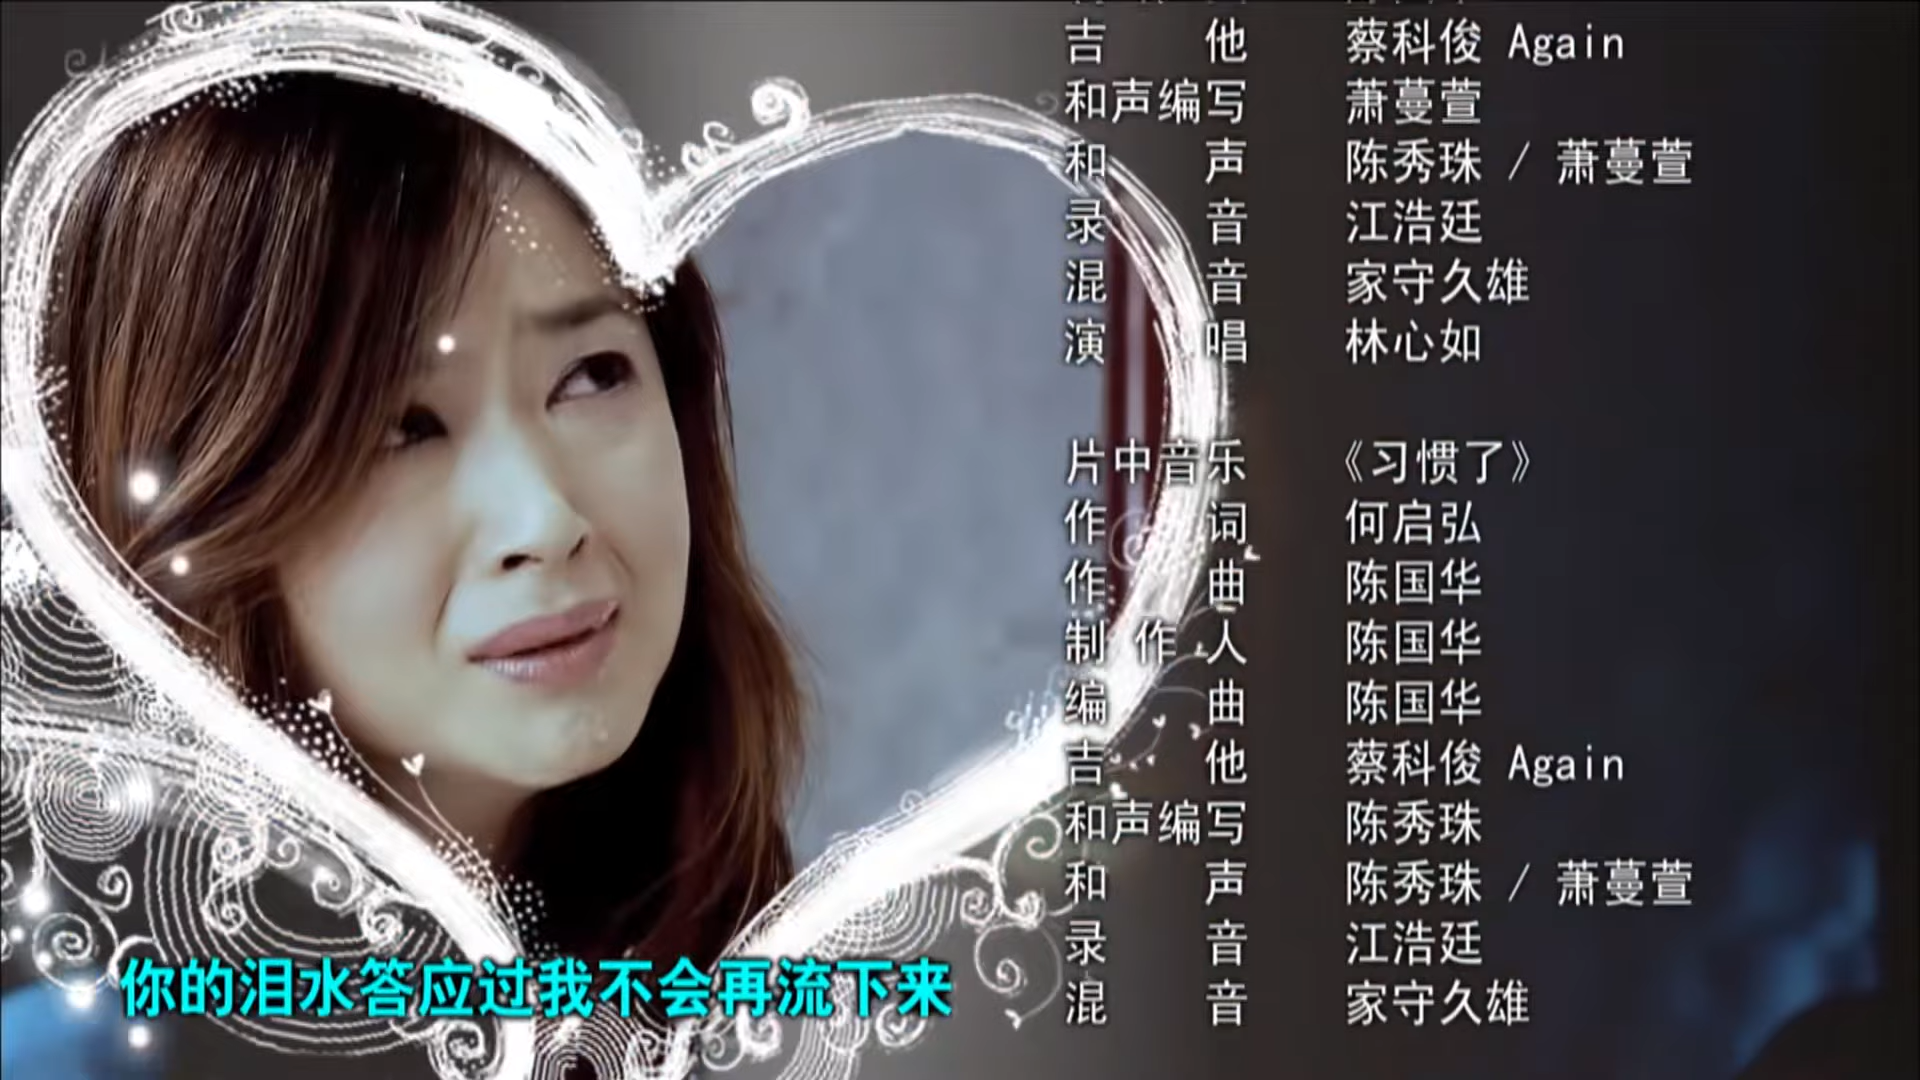 吉他 蔡科俊 Again
和声编写 萧蔓萱
和声 陈秀珠 / 萧蔓萱
录音 江浩廷
混音 家守久雄
演唱 林心如
片中音乐 《习惯了》
作词 何启弘
作曲 陈国华
制作人 陈国华
编曲 陈国华
吉他 蔡科俊 Again
和声编写 陈秀珠
和声 陈秀珠 / 萧蔓萱
录音 江浩廷
混音 家守久雄
你的泪水答应过我不会再流下来